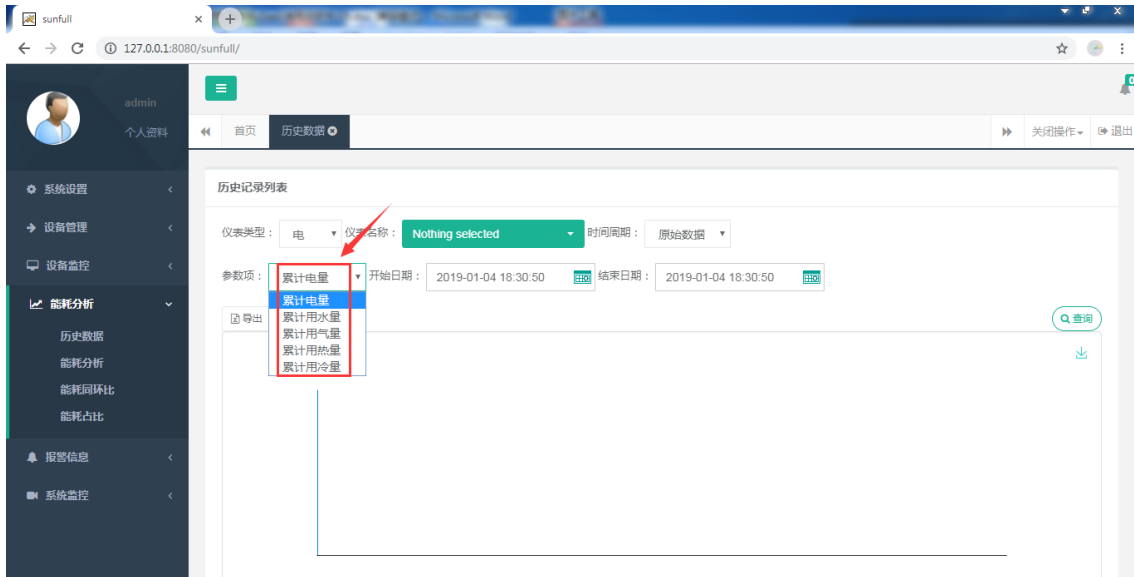 sunfull
127.0.0.1:8080/sunfull/
admin
个人资料
首页
历史数据
关闭操作
退出
系统设置
设备管理
设备监控
能耗分析
历史数据
能耗分析
能耗同环比
能耗占比
报警信息
系统监控
历史记录列表
仪表类型： 电 仪表名称： Nothing selected 时间周期： 原始数据
参数项： 累计电量 开始日期： 2019-01-04 18:30:50 结束日期： 2019-01-04 18:30:50
累计电量
累计用水量
累计用气量
累计用热量
累计用冷量
导出
查询